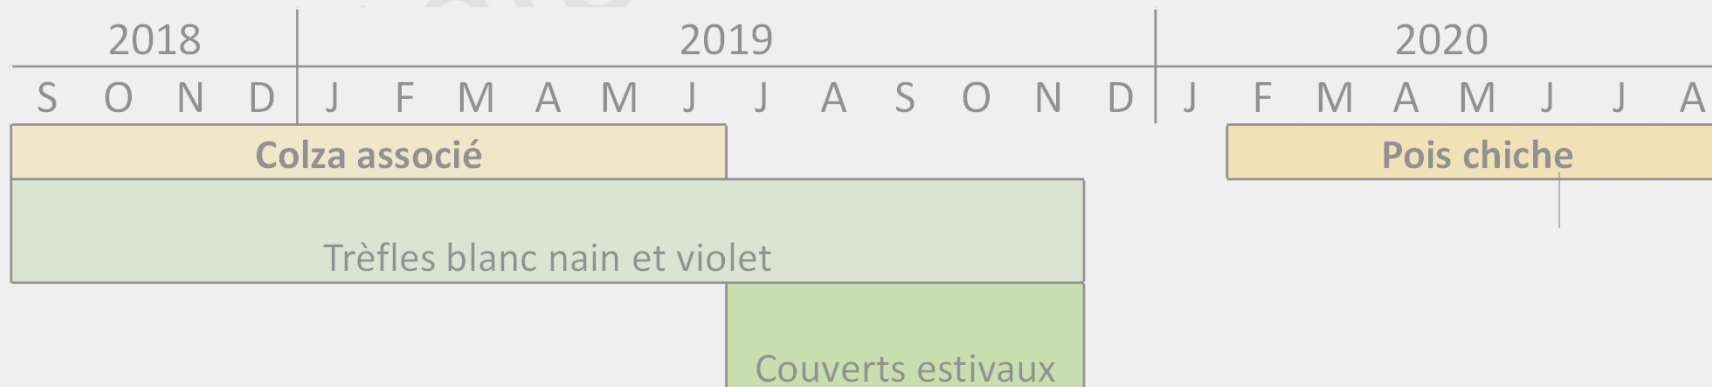 2018 2019 2020
S O N D J F M A M J J A S O N D J F M A M J J A
Colza associé Pois chiche
Trèfles blanc nain et violet
Couverts estivaux